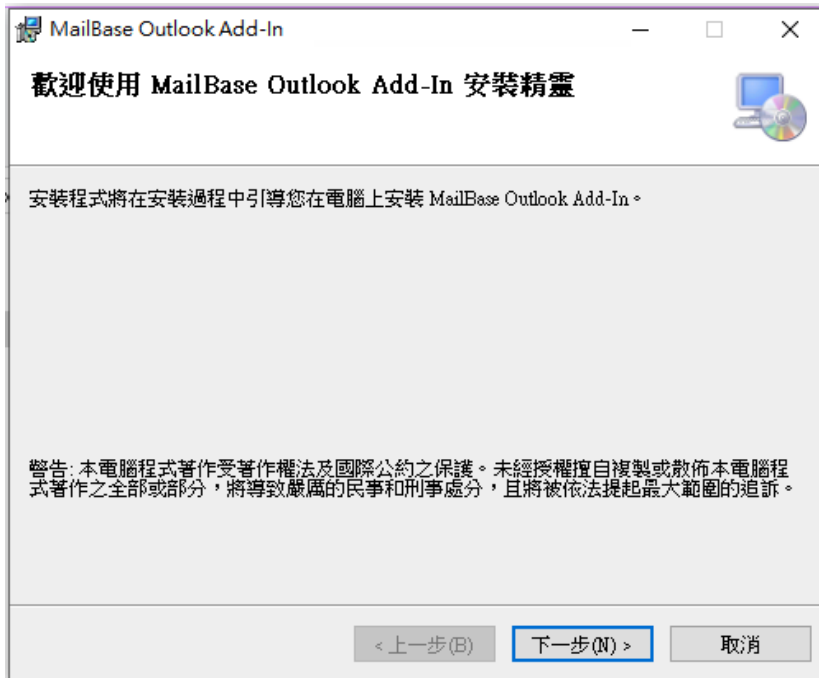 MailBase Outlook Add-In
歡迎使用 MailBase Outlook Add-In 安裝精靈
安裝程式將在安裝過程中引導您在電腦上安裝 MailBase Outlook Add-In。
警告: 本電腦程式著作受著作權法及國際公約之保護。未經授權擅自複製或散佈本電腦程
式著作之全部或部分，將導致嚴厲的民事和刑事處分，且將被依法提起最大範圍的追訴。
< 上一步(B)
下一步(N) >
取消